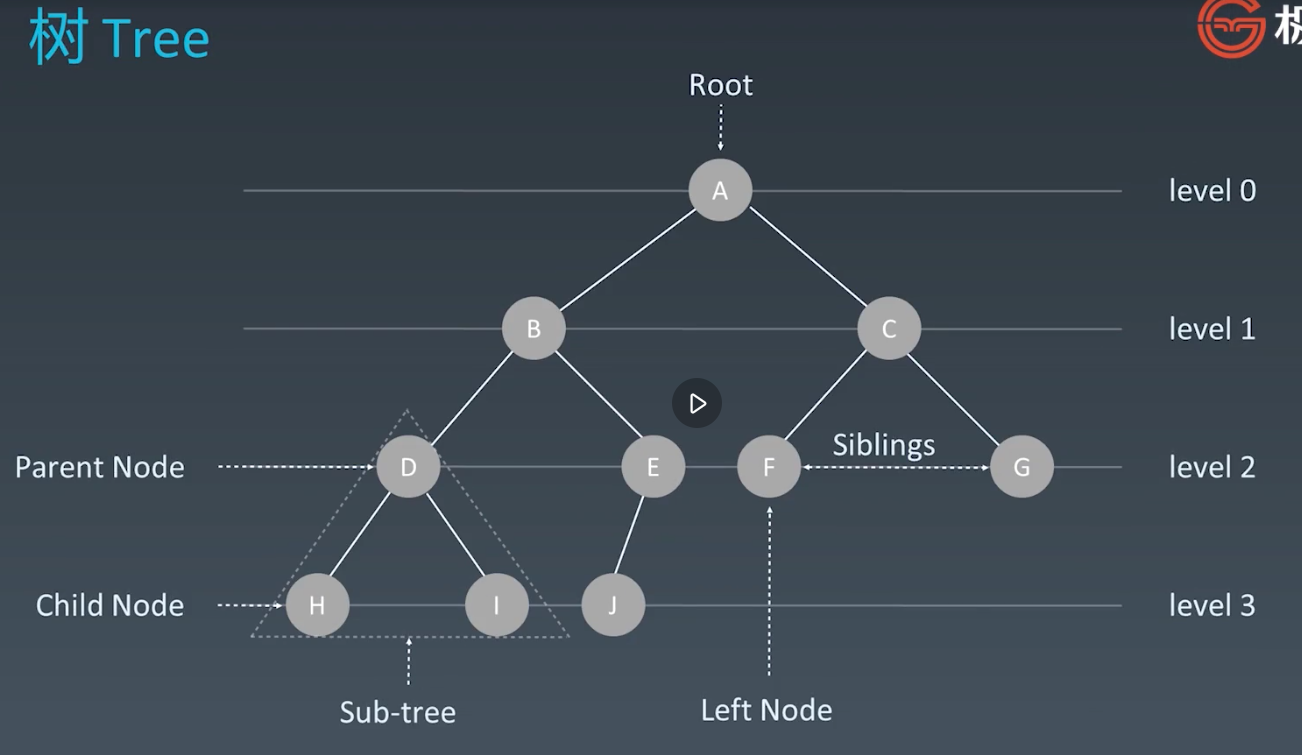 树 Tree
Root
A
level 0
B
C
level 1
Siblings
Parent Node
D
E
F
G
level 2
Child Node
H
I
J
level 3
Sub-tree
Left Node